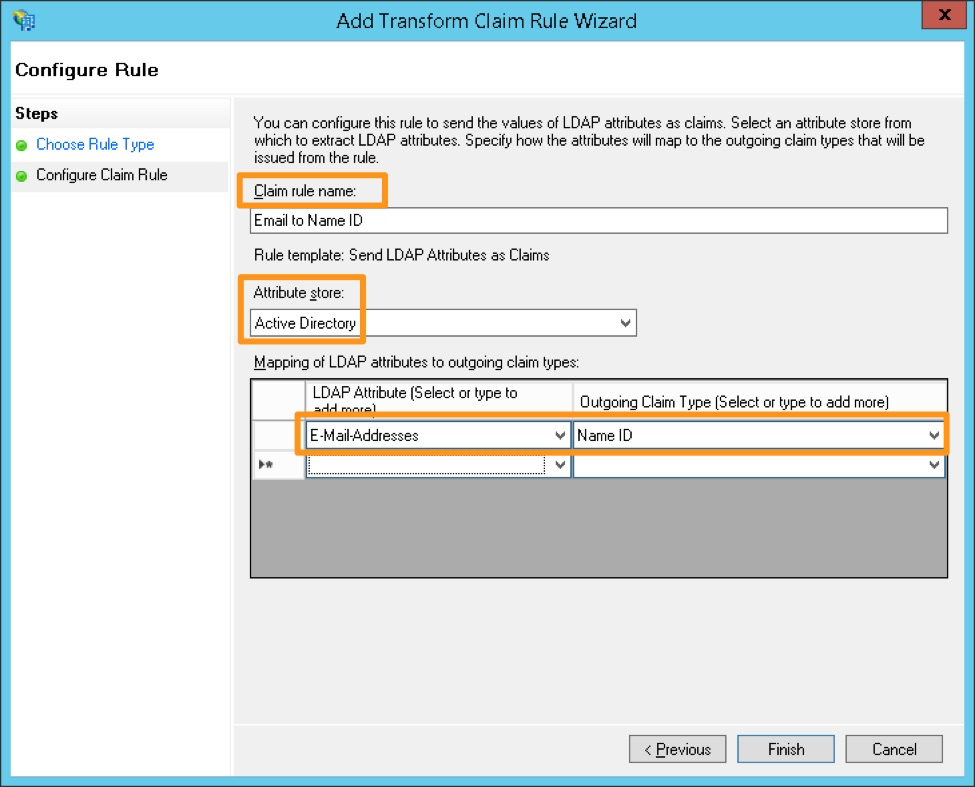 Add Transform Claim Rule Wizard
x
Configure Rule
Steps
Choose Rule Type
Configure Claim Rule
You can configure this rule to send the values of LDAP attributes as claims. Select an attribute store from
which to extract LDAP attributes. Specify how the attributes will map to the outgoing claim types that will be
issued from the rule.
Claim rule name:
Email to Name ID
Rule template: Send LDAP Attributes as Claims
Attribute store:
Active Directory
Mapping of LDAP attributes to outgoing claim types:
LDAP Attribute (Select or type to
add more)
Outgoing Claim Type (Select or type to add more)
E-Mail-Addresses
Name ID
< Previous
Finish
Cancel